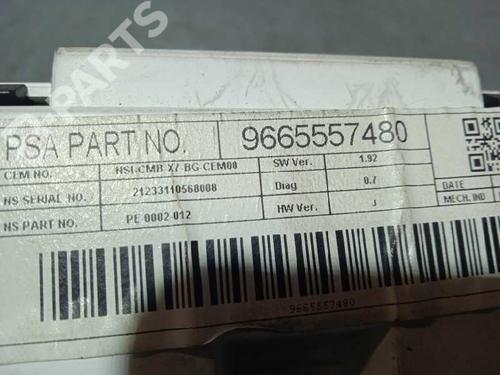 B-PARTS
PSA PART NO. 9665557480
CEM NO. NSI-CMB-X7-BG-CEM00 SW Ver. 1.92
NS SERIAL NO. 21233110568008 Diag 0.7 DATE
NS PART NO. PE 0002-012 HW Ver. J MECH. IND
9665557480